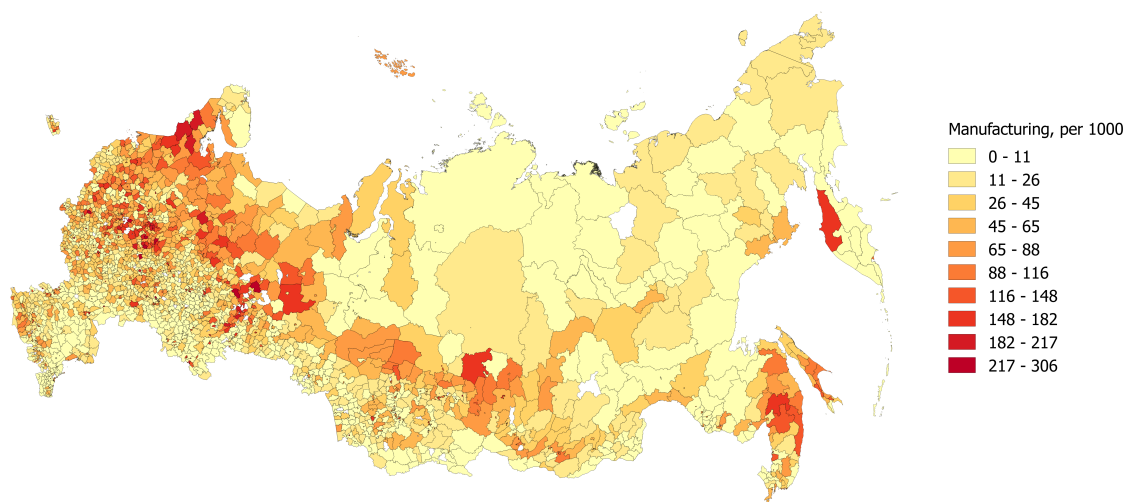 Manufacturing, per 1000
0 - 11
11 - 26
26 - 45
45 - 65
65 - 88
88 - 116
116 - 148
148 - 182
182 - 217
217 - 306